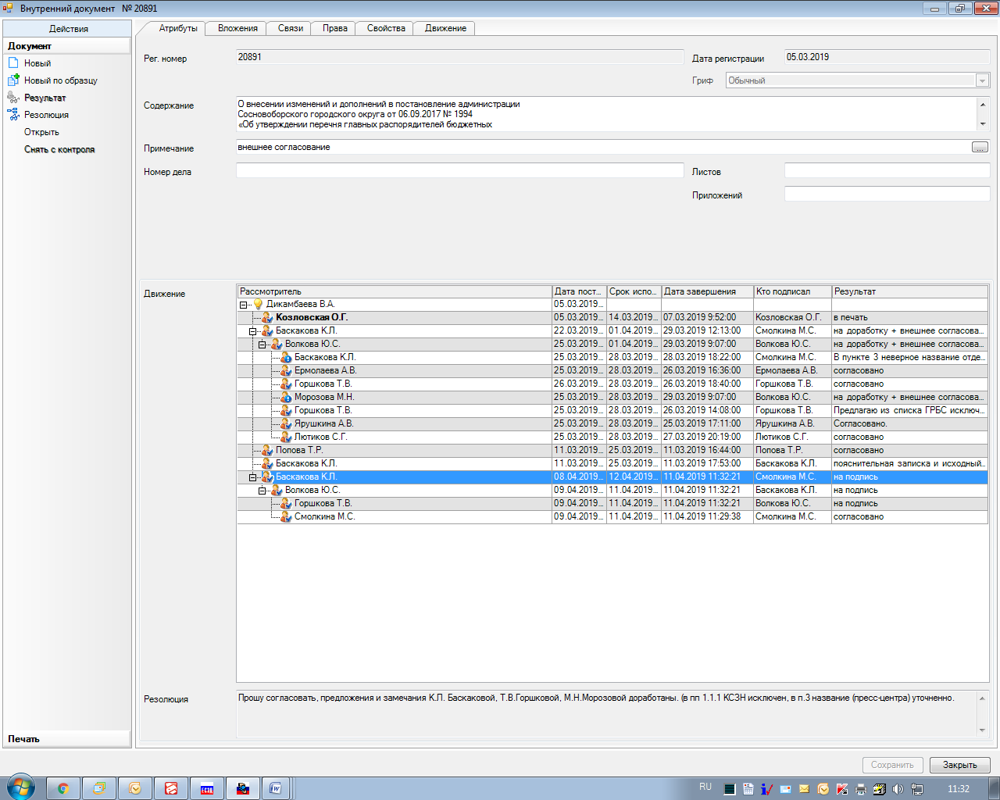 Внутренний документ № 20891
Действия
Документ
Новый
Новый по образцу
Результат
Резолюция
Открыть
Снять с контроля
Печать
Атрибуты Вложения Связи Права Свойства Движение
Рег. номер 20891 Дата регистрации 05.03.2019
Гриф Обычный
Содержание О внесении изменений и дополнений в постановление администрации
Сосновоборского городского округа от 06.09.2017 № 1994
«Об утверждении перечня главных распорядителей бюджетных
Примечание внешнее согласование ...
Номер дела Листов
Приложений
Движение
Рассмотритель Дата пост... Срок испо... Дата завершения Кто подписал Результат
Дикамбаева В.А. 05.03.2019...
Козловская О.Г. 05.03.2019... 14.03.2019... 07.03.2019 9:52:00 Козловская О.Г. в печать
Баскакова К.Л. 22.03.2019... 01.04.2019... 29.03.2019 12:13:00 Смолкина М.С. на доработку + внешнее согласова...
Волкова Ю.С. 25.03.2019... 01.04.2019... 29.03.2019 9:07:00 Волкова Ю.С. на доработку + внешнее согласова...
Баскакова К.Л. 25.03.2019... 28.03.2019... 28.03.2019 18:22:00 Смолкина М.С. В пункте 3 неверное название отде...
Ермолаева А.В. 25.03.2019... 28.03.2019... 26.03.2019 16:36:00 Ермолаева А.В. согласовано
Горшкова Т.В. 26.03.2019... 28.03.2019... 26.03.2019 18:40:00 Горшкова Т.В. согласовано
Морозова М.Н. 25.03.2019... 28.03.2019... 29.03.2019 9:07:00 Волкова Ю.С. на доработку + внешнее согласова...
Горшкова Т.В. 25.03.2019... 28.03.2019... 26.03.2019 14:08:00 Горшкова Т.В. Предлагаю из списка ГРБС исключ...
Ярушкина А.В. 25.03.2019... 28.03.2019... 25.03.2019 17:11:00 Ярушкина А.В. Согласовано.
Лютиков С.Г. 25.03.2019... 28.03.2019... 27.03.2019 20:19:00 Лютиков С.Г. согласовано
Попова Т.Р. 11.03.2019... 25.03.2019... 11.03.2019 16:44:00 Попова Т.Р. согласовано
Баскакова К.Л. 11.03.2019... 25.03.2019... 11.03.2019 17:53:00 Баскакова К.Л. пояснительная записка и исходный...
Баскакова К.Л. 08.04.2019... 12.04.2019... 11.04.2019 11:32:21 Смолкина М.С. на подпись
Волкова Ю.С. 09.04.2019... 11.04.2019... 11.04.2019 11:32:21 Баскакова К.Л. на подпись
Горшкова Т.В. 09.04.2019... 11.04.2019... 11.04.2019 11:32:21 Волкова Ю.С. на подпись
Смолкина М.С. 09.04.2019... 11.04.2019... 11.04.2019 11:29:38 Смолкина М.С. согласовано
Резолюция Прошу согласовать, предложения и замечания К.Л. Баскаковой, Т.В.Горшковой, М.Н.Морозовой доработаны. (в пп 1.1.1 КСЗН исключен, в п.3 название (пресс-центра) уточненно.
Сохранить Закрыть
RU 11:32